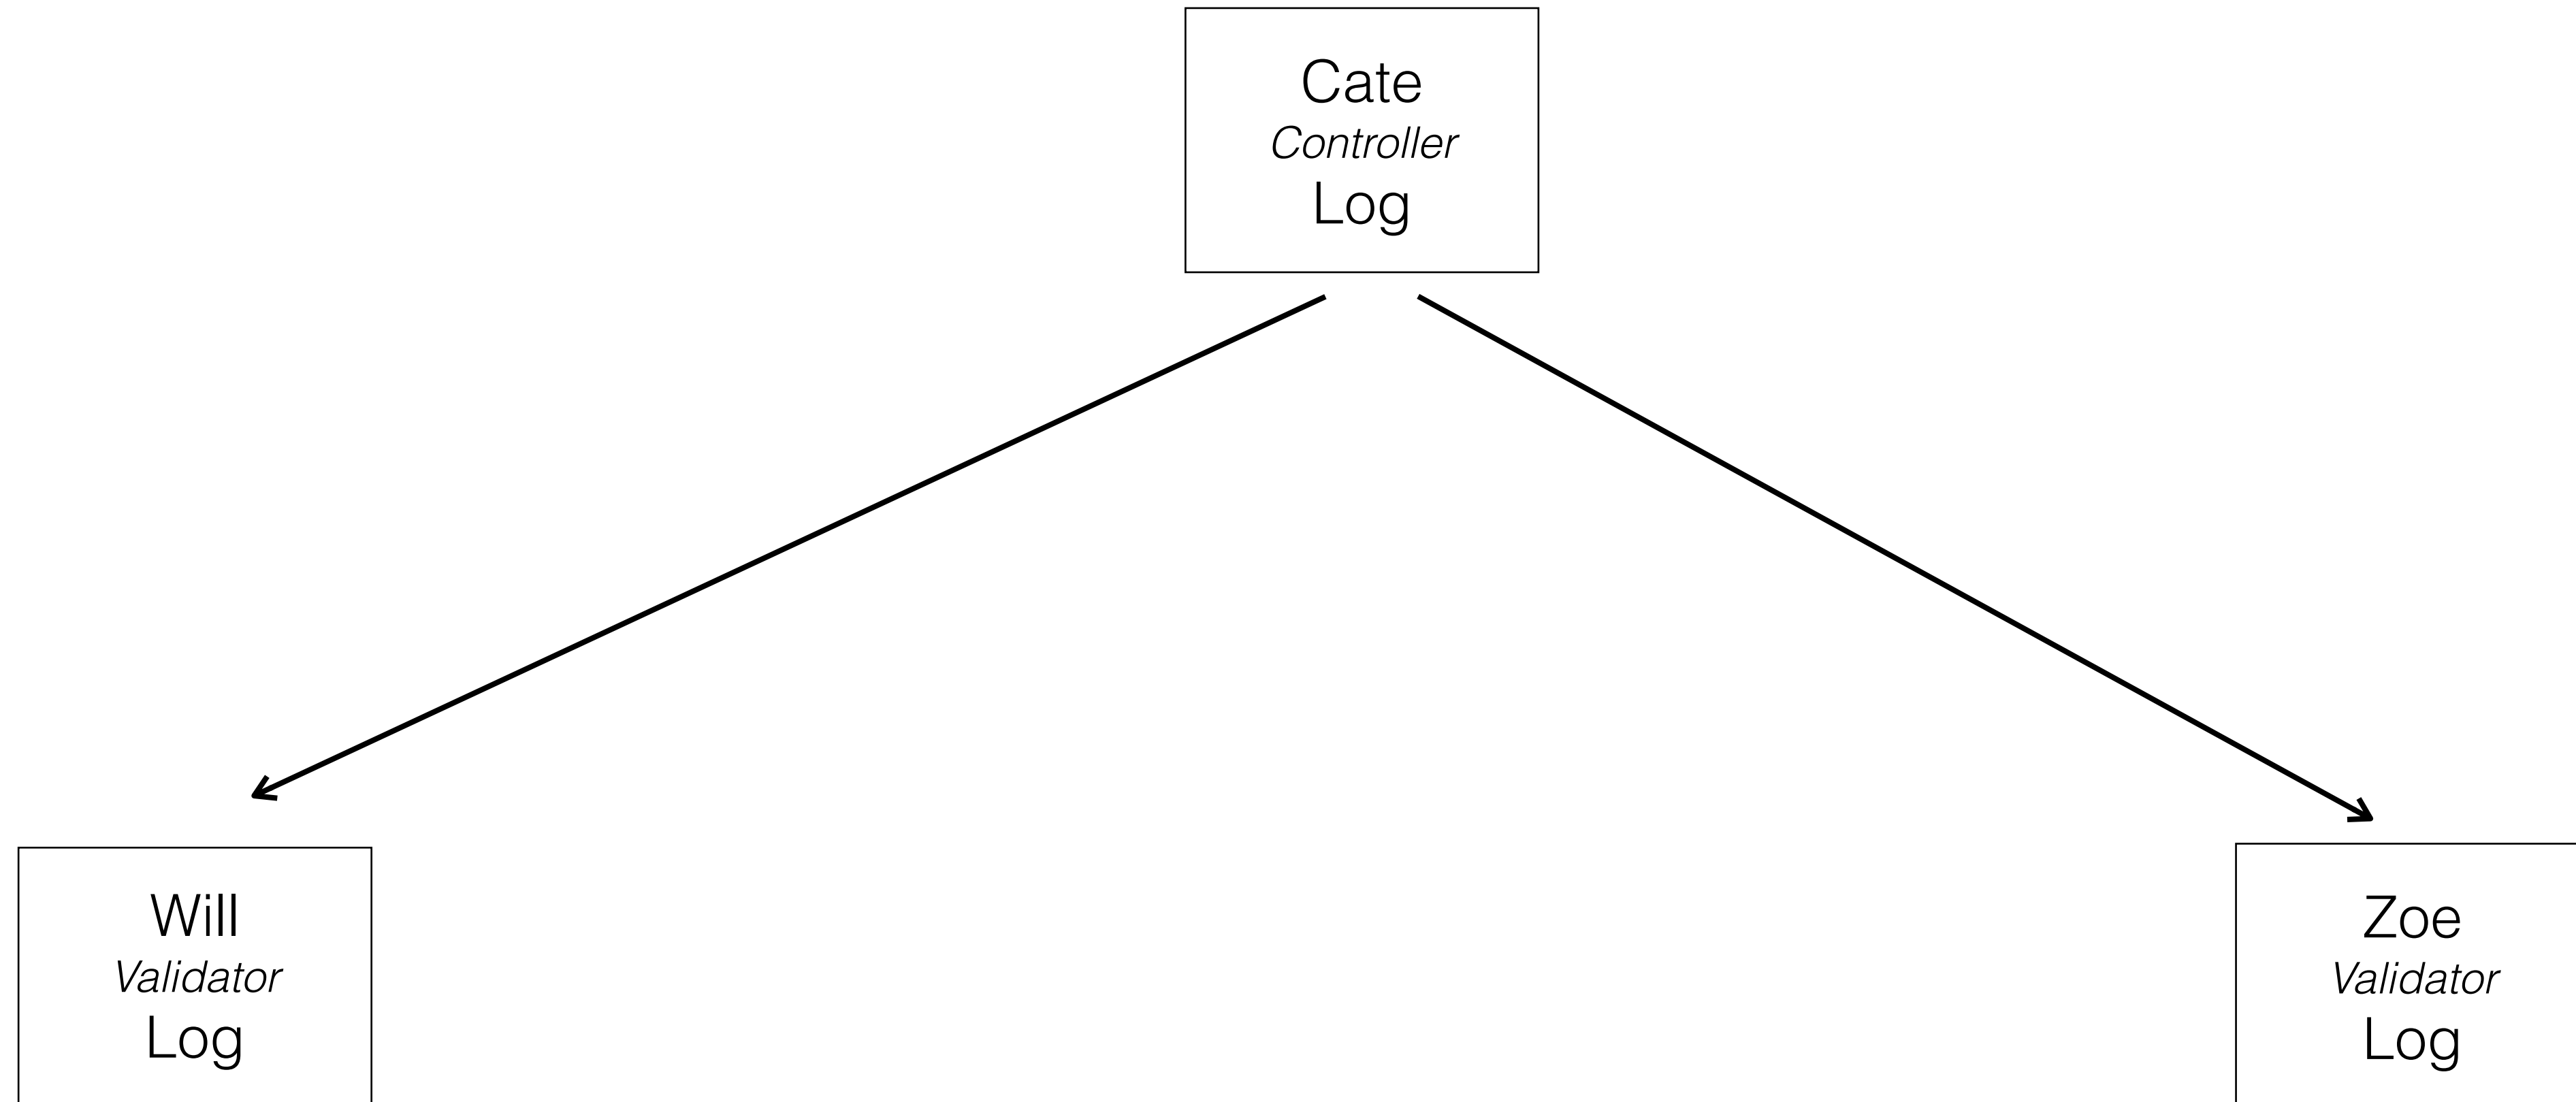 Cate
Controller
Log
Will
Validator
Log
Zoe
Validator
Log